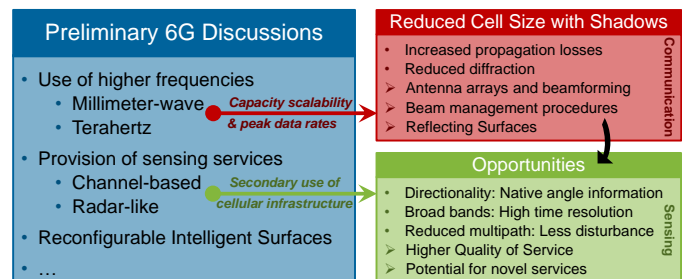 Preliminary 6G Discussions
• Use of higher frequencies
• Millimeter-wave
• Terahertz
• Provision of sensing services
• Channel-based
• Radar-like
• Reconfigurable Intelligent Surfaces
• ...
Capacity scalability
& peak data rates
Secondary use of
cellular infrastructure
Reduced Cell Size with Shadows
• Increased propagation losses
• Reduced diffraction
➢ Antenna arrays and beamforming
➢ Beam management procedures
➢ Reflecting Surfaces
Communication
Opportunities
• Directionality: Native angle information
• Broad bands: High time resolution
• Reduced multipath: Less disturbance
➢ Higher Quality of Service
➢ Potential for novel services
Sensing